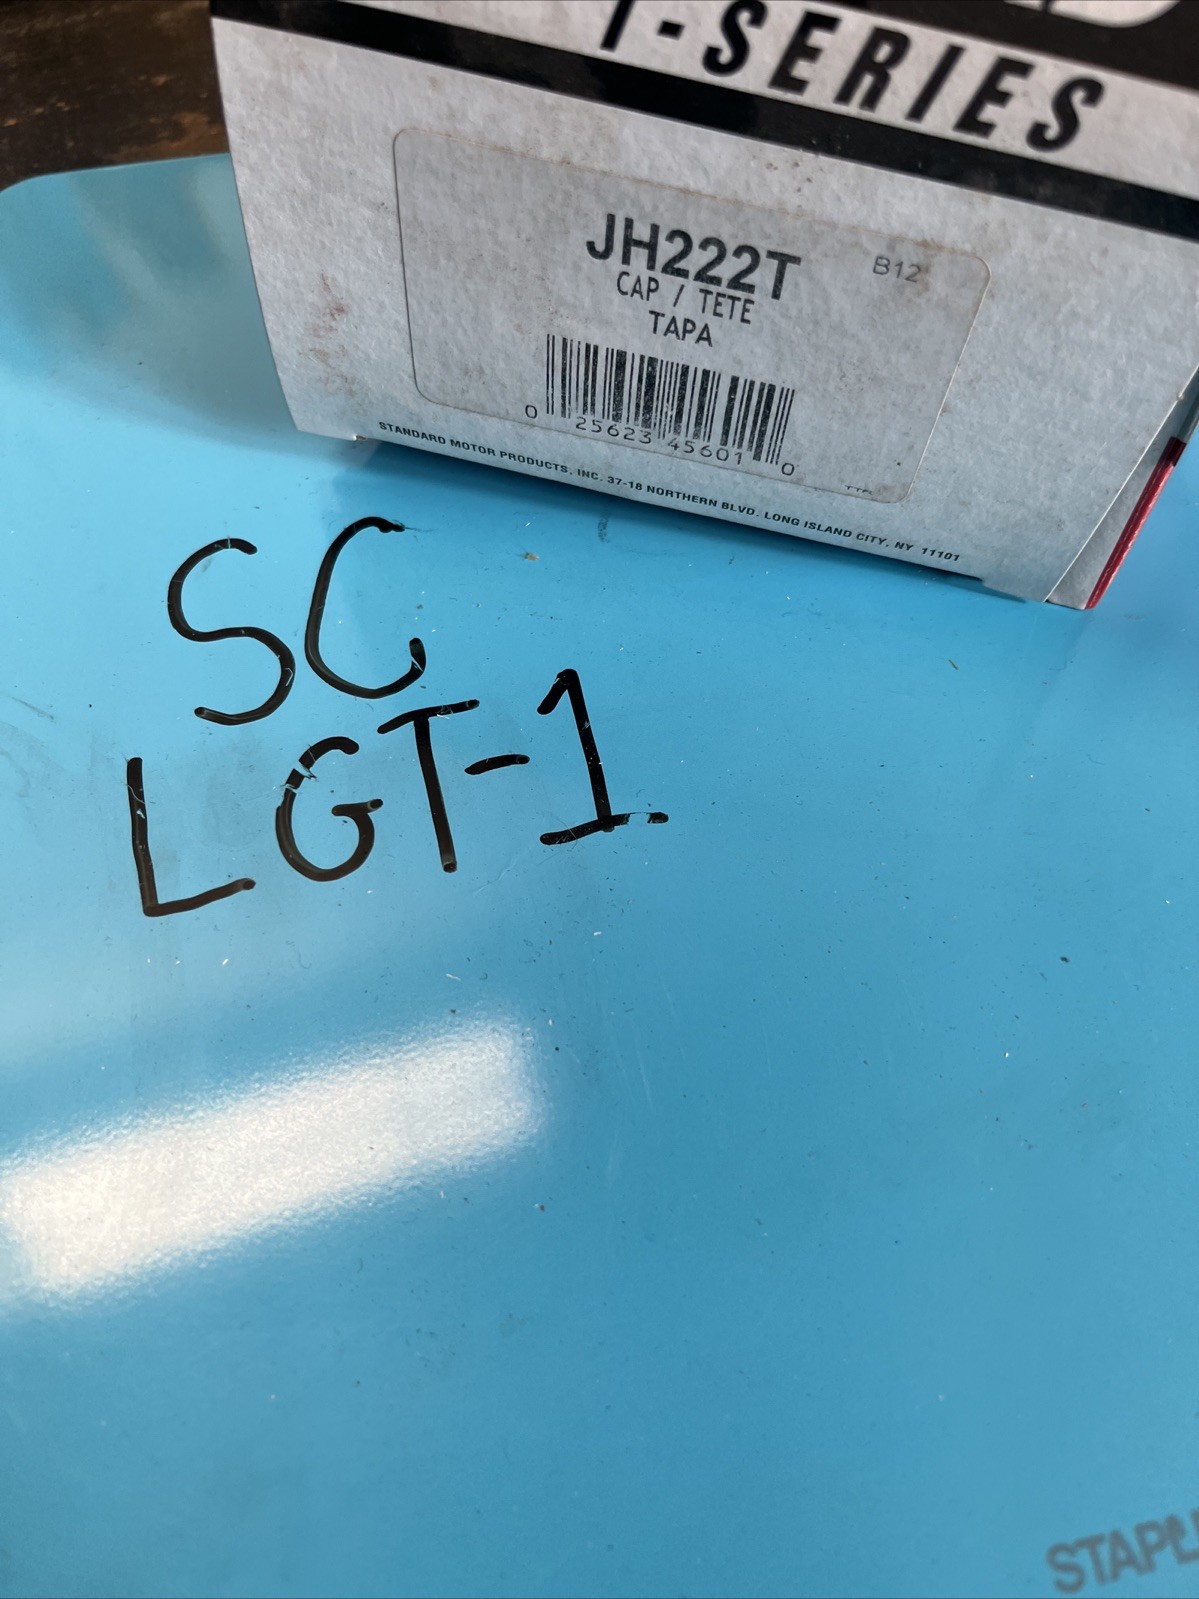 T-SERIES
JH222T
B12
CAP / TETE
TAPA
0 25623 45601 0
STANDARD MOTOR PRODUCTS, INC. 37-18 NORTHERN BLVD. LONG ISLAND CITY, NY 11101
SC
LGT-1